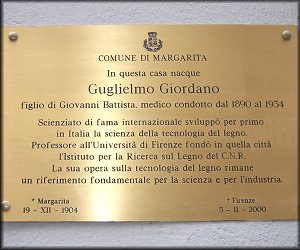 COMUNE DI MARGARITA
In questa casa nacque
Guglielmo Giordano
figlio di Giovanni Battista, medico condotto dal 1890 al 1934
Scienziato di fama internazionale sviluppò per primo
in Italia la scienza della tecnologia del legno.
Professore all'Università di Firenze fondò in quella città
l'Istituto per la Ricerca sul Legno del C.N.R.
La sua opera sulla tecnologia del legno rimane
un riferimento fondamentale per la scienza e per l'industria.
* Margarita † Firenze
19 - XII - 1904 5 - II - 2000